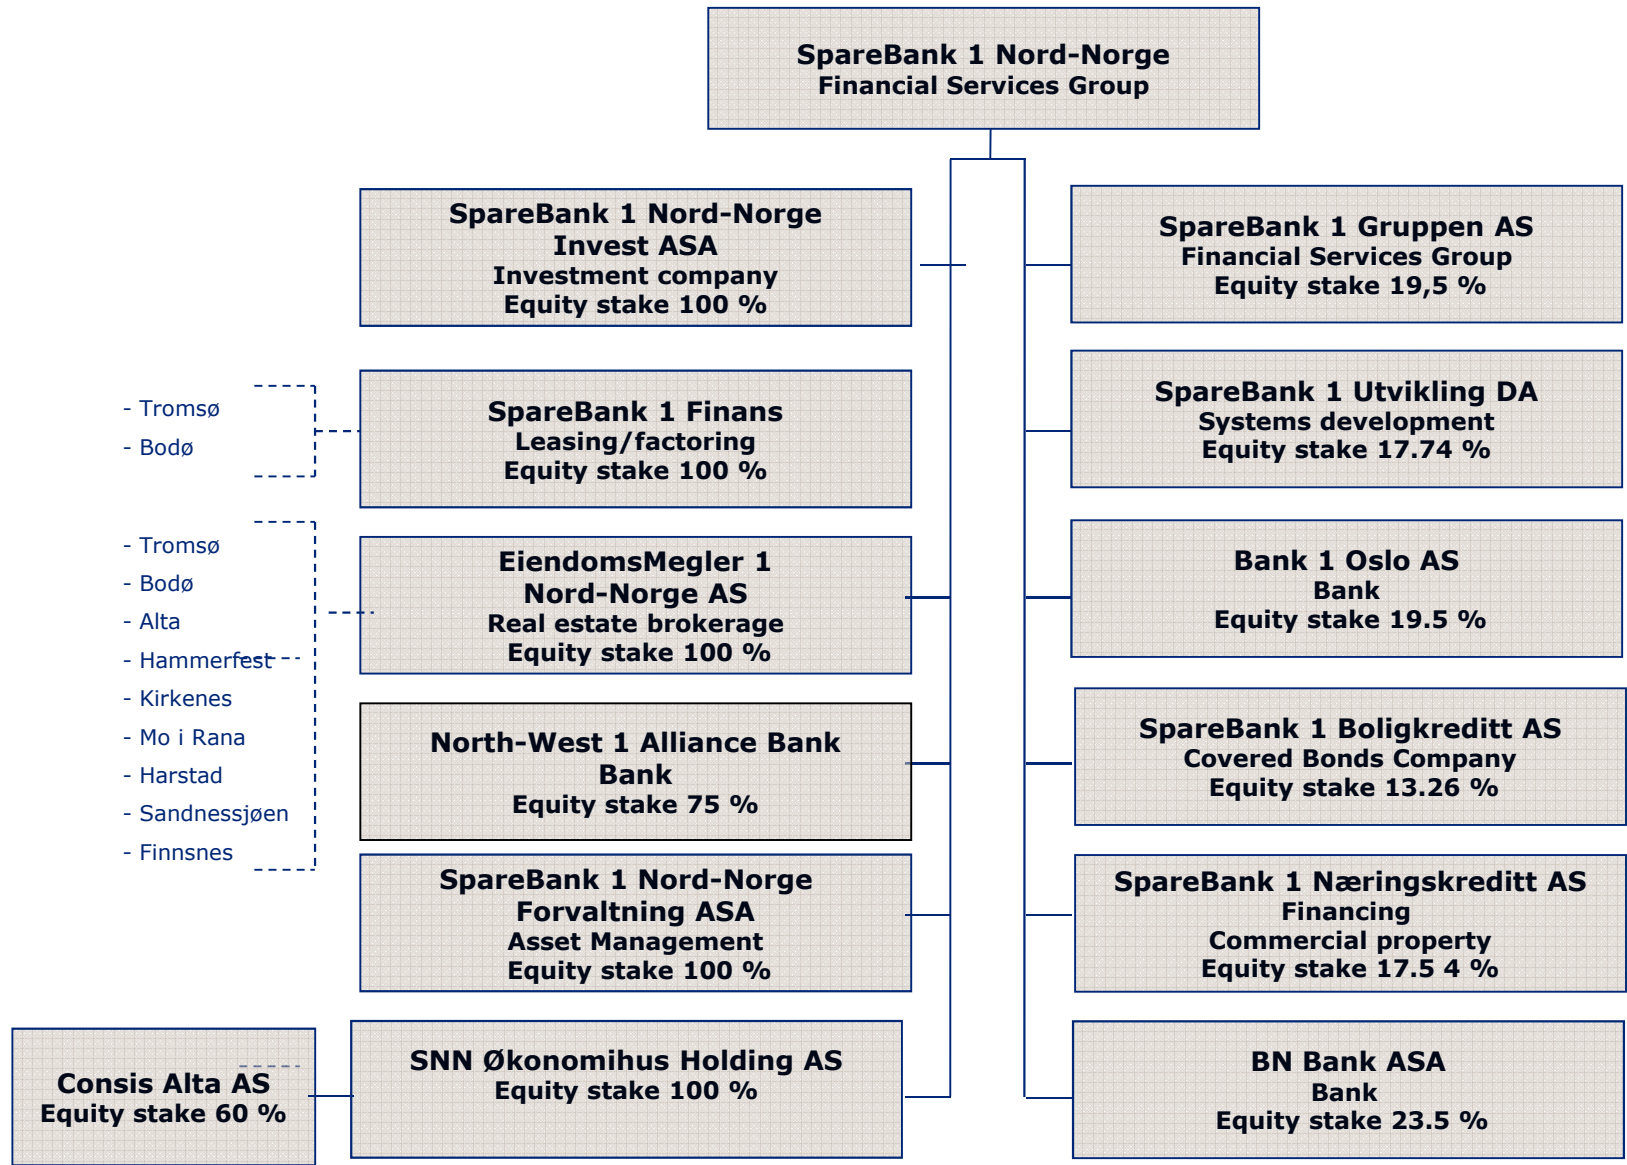 SpareBank 1 Nord-Norge
Financial Services Group
SpareBank 1 Nord-Norge
Invest ASA
Investment company
Equity stake 100 %
SpareBank 1 Gruppen AS
Financial Services Group
Equity stake 19,5 %
- Tromsø
- Bodø
SpareBank 1 Finans
Leasing/factoring
Equity stake 100 %
SpareBank 1 Utvikling DA
Systems development
Equity stake 17.74 %
- Tromsø
- Bodø
- Alta
- Hammerfest
- Kirkenes
- Mo i Rana
- Harstad
- Sandnessjøen
- Finnsnes
EiendomsMegler 1
Nord-Norge AS
Real estate brokerage
Equity stake 100 %
Bank 1 Oslo AS
Bank
Equity stake 19.5 %
North-West 1 Alliance Bank
Bank
Equity stake 75 %
SpareBank 1 Boligkreditt AS
Covered Bonds Company
Equity stake 13.26 %
SpareBank 1 Nord-Norge
Forvaltning ASA
Asset Management
Equity stake 100 %
SpareBank 1 Næringskreditt AS
Financing
Commercial property
Equity stake 17.5 4 %
Consis Alta AS
Equity stake 60 %
SNN Økonomihus Holding AS
Equity stake 100 %
BN Bank ASA
Bank
Equity stake 23.5 %